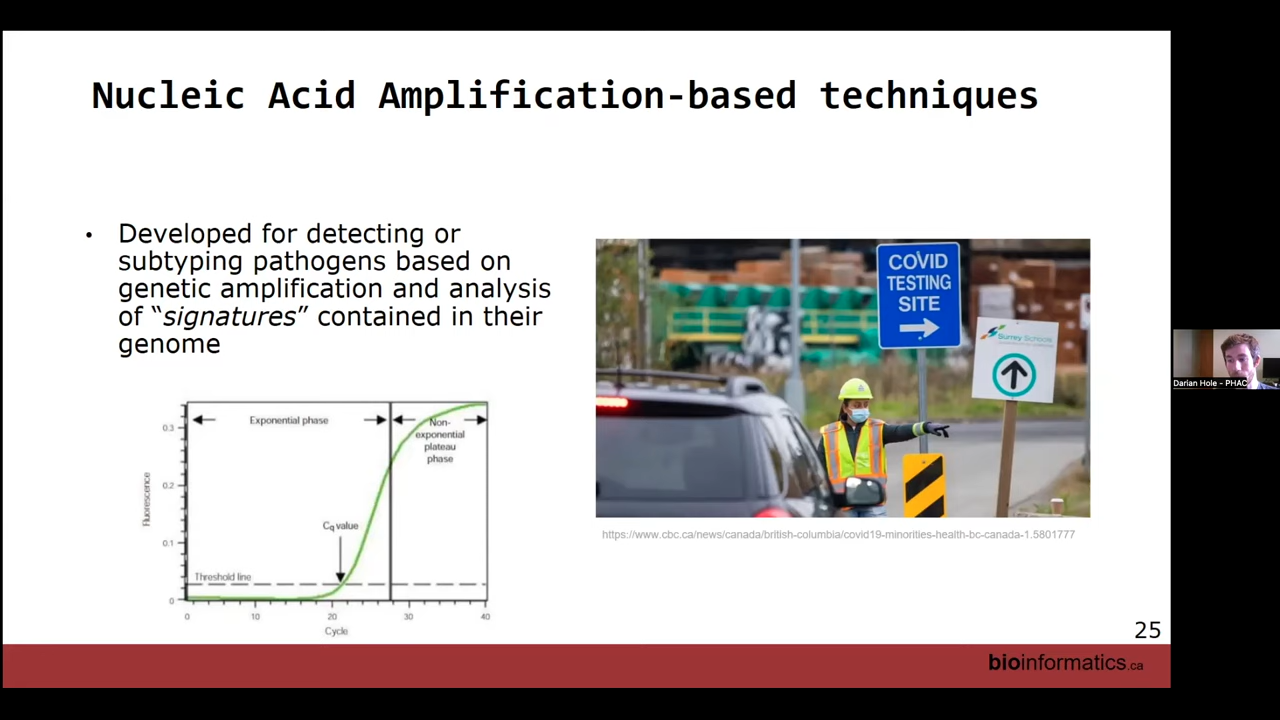 Nucleic Acid Amplification-based techniques
• Developed for detecting or
subtyping pathogens based on
genetic amplification and analysis
of “signatures” contained in their
genome
Exponential phase
Non-
exponential
plateau
phase
Cq value
Threshold line
Fluorescence
0.3
0.2
0.1
0
0 10 20 30 40
Cycle
COVID
TESTING
SITE
Surrey Schools
https://www.cbc.ca/news/canada/british-columbia/covid19-minorities-health-bc-canada-1.5801777
25
bioinformatics.ca
Darian Hole - PHAC